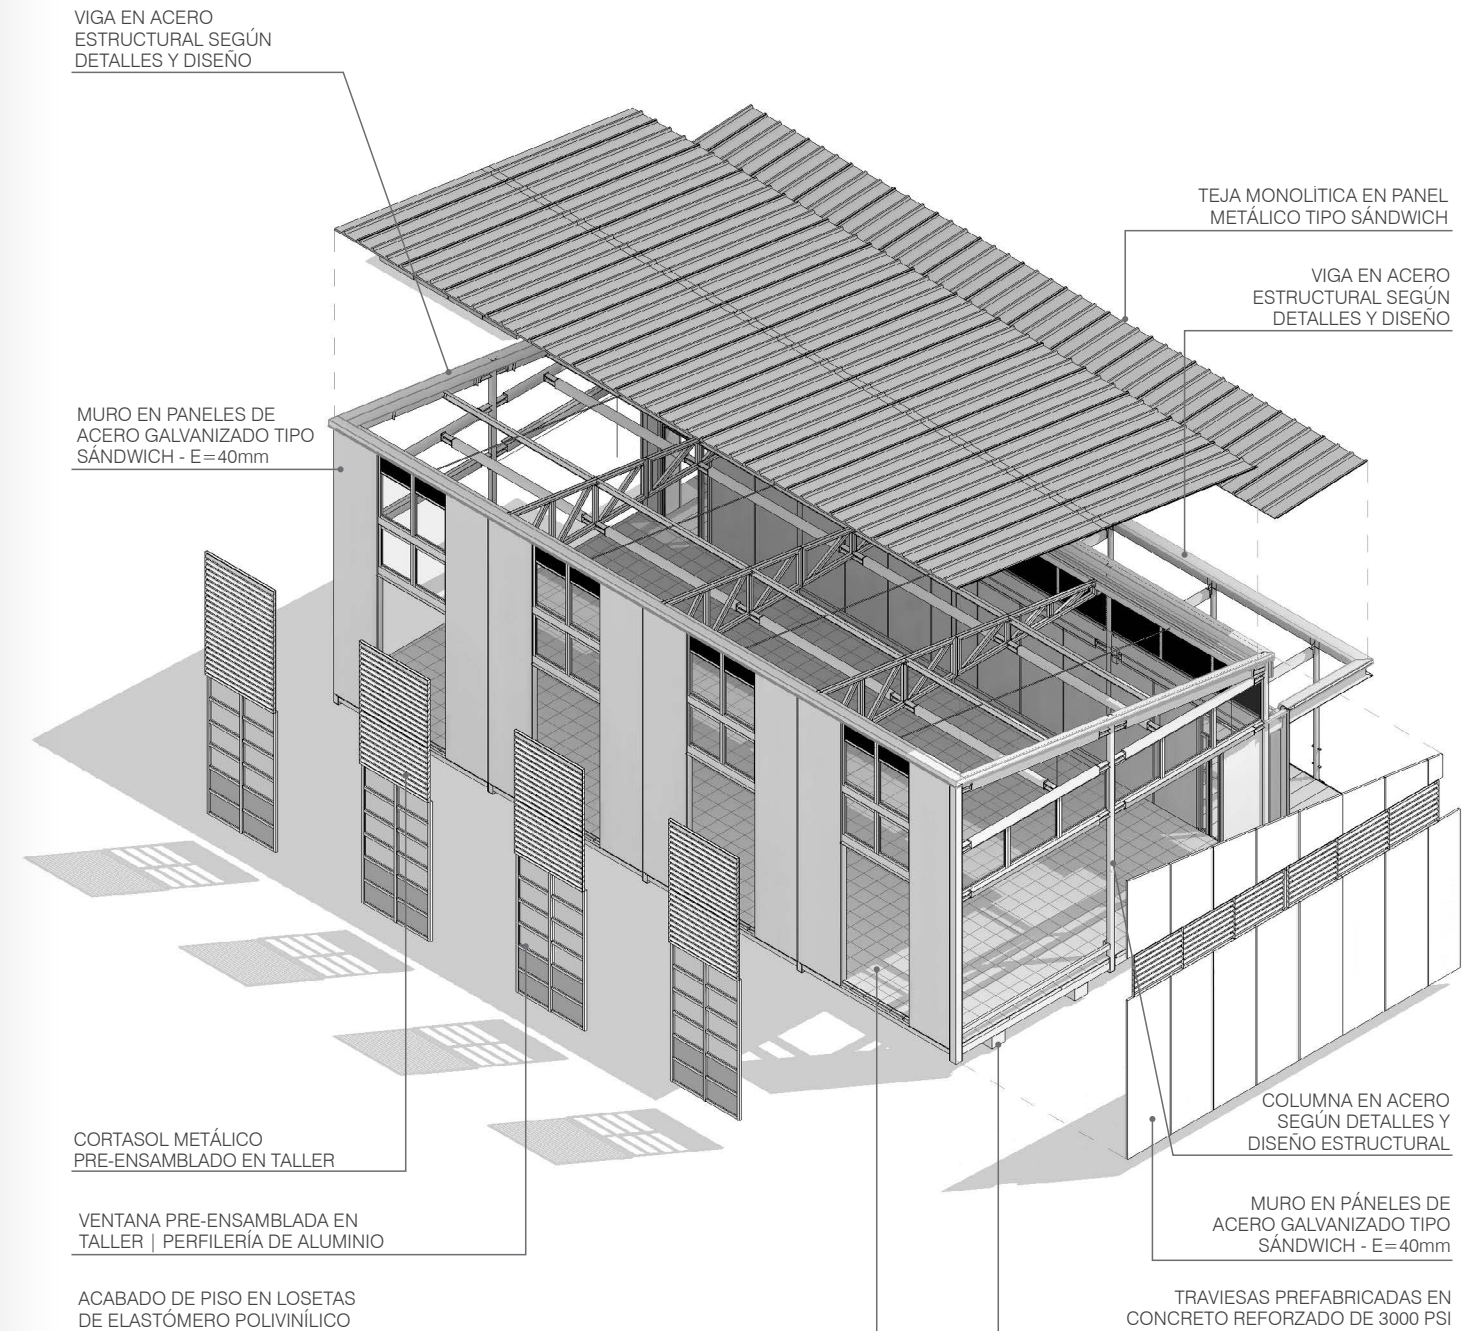 VIGA EN ACERO
ESTRUCTURAL SEGÚN
DETALLES Y DISEÑO
TEJA MONOLÍTICA EN PANEL
METÁLICO TIPO SÁNDWICH
VIGA EN ACERO
ESTRUCTURAL SEGÚN
DETALLES Y DISEÑO
MURO EN PANELES DE
ACERO GALVANIZADO TIPO
SÁNDWICH - E=40mm
COLUMNA EN ACERO
SEGÚN DETALLES Y
DISEÑO ESTRUCTURAL
CORTASOL METÁLICO
PRE-ENSAMBLADO EN TALLER
MURO EN PÁNELES DE
ACERO GALVANIZADO TIPO
SÁNDWICH - E=40mm
VENTANA PRE-ENSAMBLADA EN
TALLER | PERFILERÍA DE ALUMINIO
ACABADO DE PISO EN LOSETAS
DE ELASTÓMERO POLIVINÍLICO
TRAVIESAS PREFABRICADAS EN
CONCRETO REFORZADO DE 3000 PSI